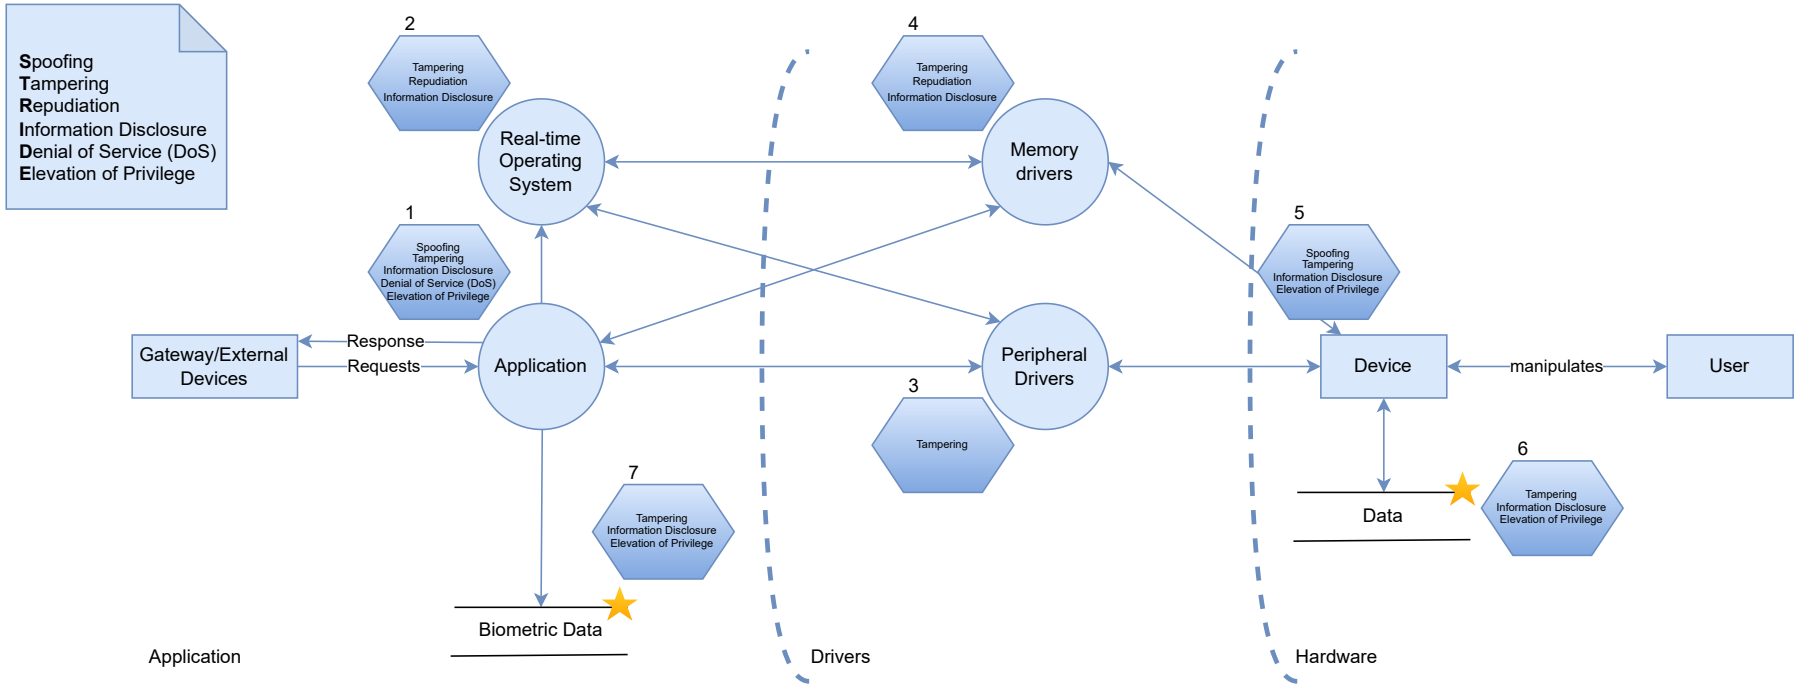 Spoofing
Tampering
Repudiation
Information Disclosure
Denial of Service (DoS)
Elevation of Privilege
2
Tampering
Repudiation
Information Disclosure
Real-time
Operating
System
4
Tampering
Repudiation
Information Disclosure
Memory
drivers
1
Spoofing
Tampering
Information Disclosure
Denial of Service (DoS)
Elevation of Privilege
5
Spoofing
Tampering
Information Disclosure
Elevation of Privilege
Gateway/External
Devices
Response
Requests
Application
Peripheral
Drivers
Device
manipulates
User
3
Tampering
7
Tampering
Information Disclosure
Elevation of Privilege
6
Tampering
Information Disclosure
Elevation of Privilege
Data
Biometric Data
Application
Drivers
Hardware